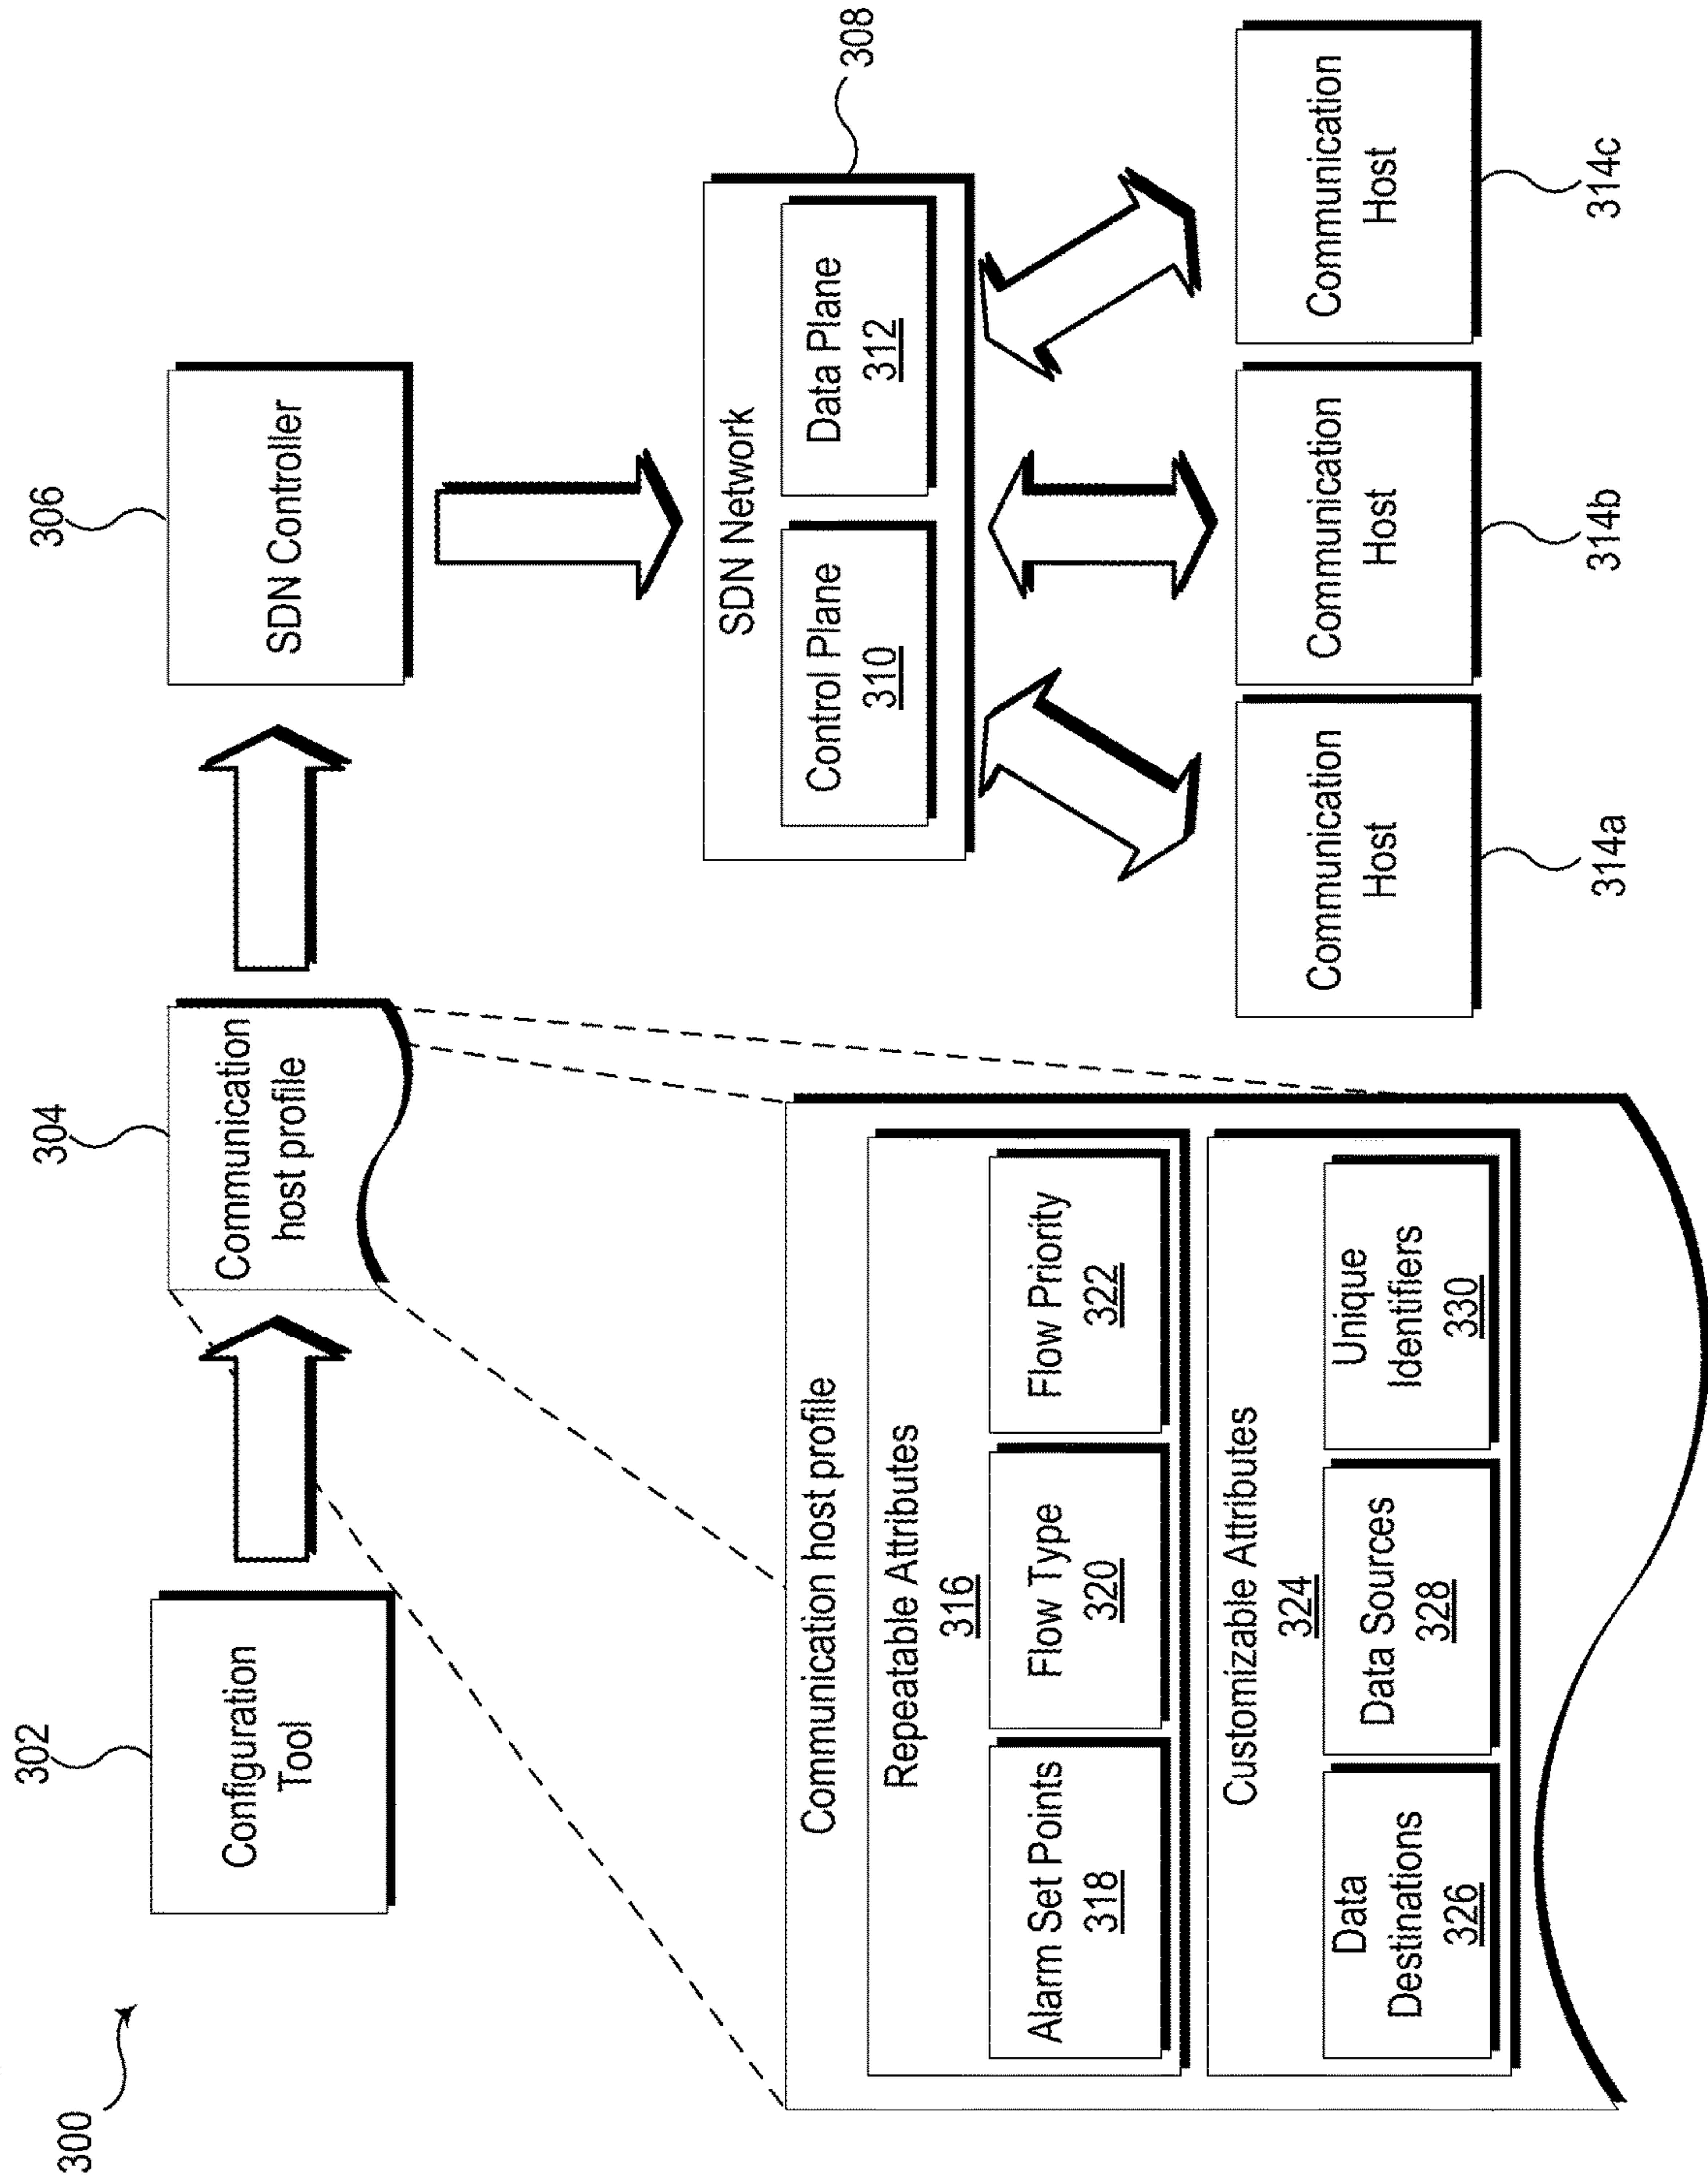 300
302
304
306
Configuration
Tool
Communication
host profile
SDN Controller
Communication host profile
Repeatable Attributes
316
Alarm Set Points
318
Flow Type
320
Flow Priority
322
Customizable Attributes
324
Data
Destinations
326
Data Sources
328
Unique
Identifiers
330
SDN Network
308
Control Plane
310
Data Plane
312
Communication
Host
314a
Communication
Host
314b
Communication
Host
314c